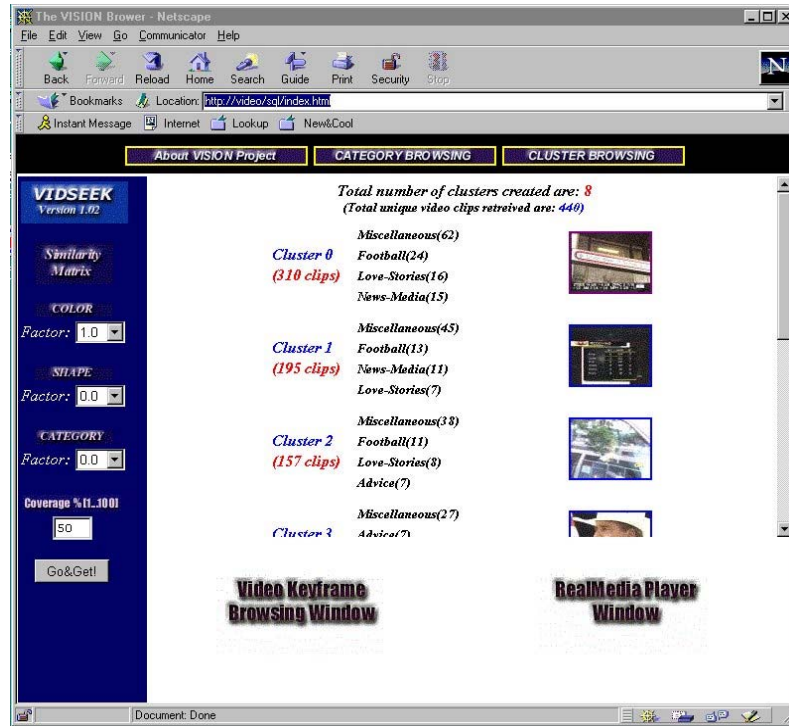 The VISION Brower - Netscape
File Edit View Go Communicator Help
Back Forward Reload Home Search Guide Print Security Stop
N
Bookmarks Location: http://video/sql/index.html
Instant Message Internet Lookup New&Cool
About VISION Project CATEGORY BROWSING CLUSTER BROWSING
VIDSEEK
Version 1.02
Similarity
Matrix
COLOR
Factor: 1.0
SHAPE
Factor: 0.0
CATEGORY
Factor: 0.0
Coverage %[1..100]
50
Go&Get!
Total number of clusters created are: 8
(Total unique video clips retreived are: 440)
Cluster 0
(310 clips)
Miscellaneous(62)
Football(24)
Love-Stories(16)
News-Media(15)
Cluster 1
(195 clips)
Miscellaneous(45)
Football(13)
News-Media(11)
Love-Stories(7)
Cluster 2
(157 clips)
Miscellaneous(38)
Football(11)
Love-Stories(8)
Advice(7)
Cluster 3
Miscellaneous(27)
Advice(7)
Video Keyframe
Browsing Window
RealMedia Player
Window
Document: Done